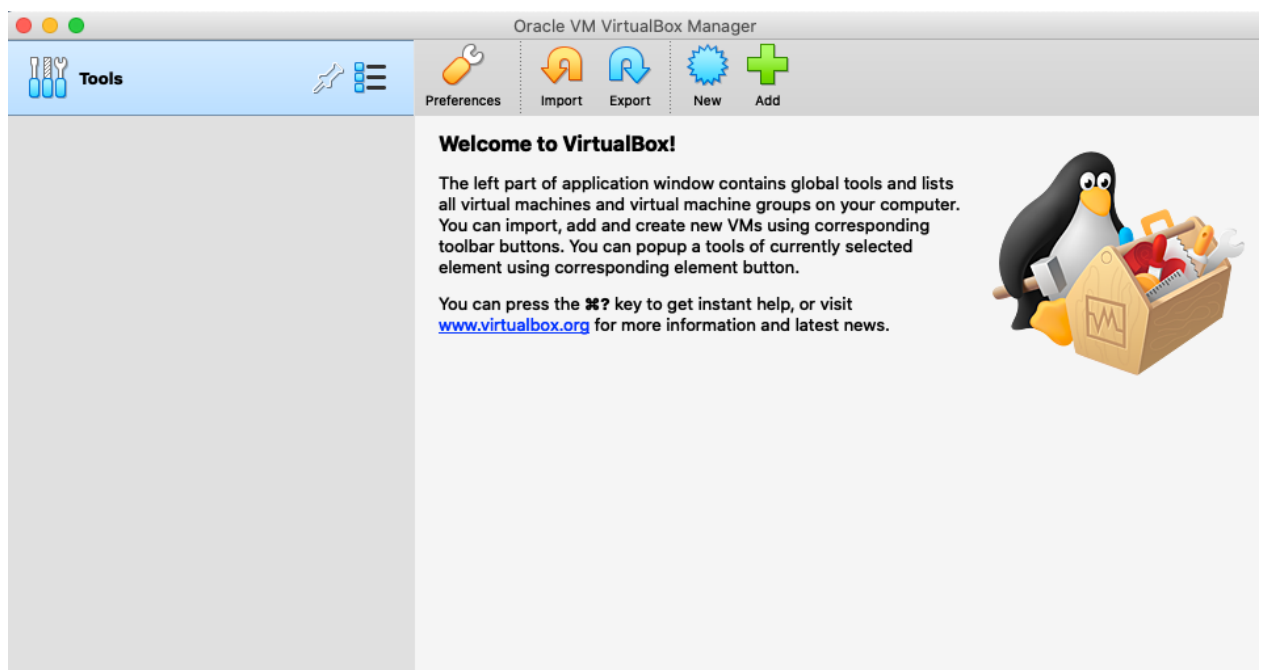 Oracle VM VirtualBox Manager
Tools
Preferences
Import
Export
New
Add
Welcome to VirtualBox!
The left part of application window contains global tools and lists
all virtual machines and virtual machine groups on your computer.
You can import, add and create new VMs using corresponding
toolbar buttons. You can popup a tools of currently selected
element using corresponding element button.
You can press the ⌘? key to get instant help, or visit
www.virtualbox.org for more information and latest news.